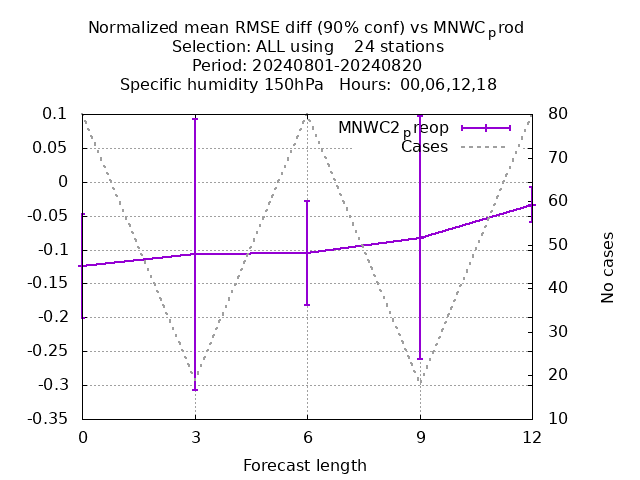 Normalized mean RMSE diff (90% conf) vs MNWCprod
Selection: ALL using    24 stations
Period: 20240801-20240820
Specific humidity 150hPa   Hours:  00,06,12,18
MNWC2preop
Cases
0.1
0.05
0
-0.05
-0.1
-0.15
-0.2
-0.25
-0.3
-0.35
80
70
60
50
40
30
20
10
No cases
0 3 6 9 12
Forecast length